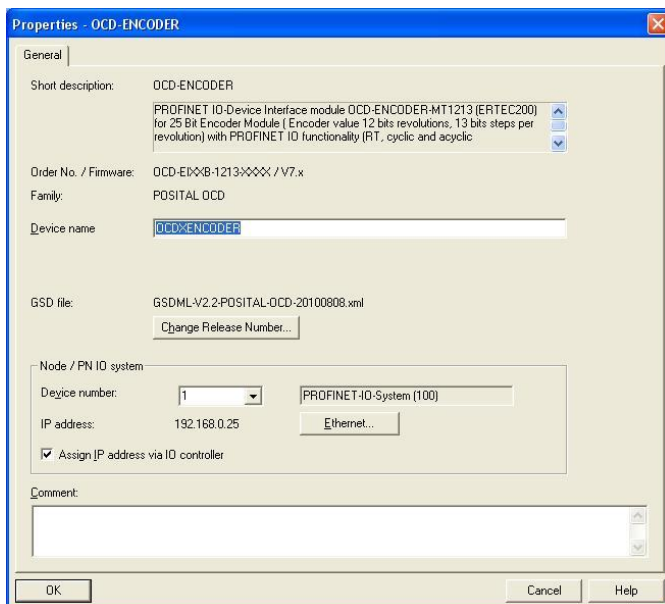 Properties - OCD-ENCODER
General
Short description: OCD-ENCODER
PROFINET IO-Device Interface module OCD-ENCODER-MT1213 (ERTEC200)
for 25 Bit Encoder Module ( Encoder value 12 bits revolutions, 13 bits steps per
revolution) with PROFINET IO functionality (RT, cyclic and acyclic
Order No. / Firmware: OCD-EIXXB-1213-XXXX / V7.x
Family: POSITAL OCD
Device name OCDXENCODER
GSD file: GSDML-V2.2-POSITAL-OCD-20100808.xml
Change Release Number...
Node / PN IO system
Device number: 1 PROFINET-IO-System (100)
IP address: 192.168.0.25 Ethernet...
Assign IP address via IO controller
Comment:
OK Cancel Help